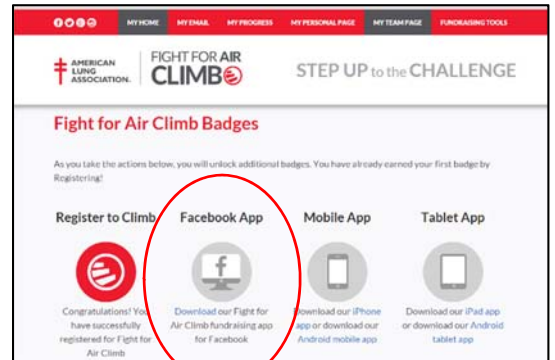 MY HOME MY EMAIL MY PROGRESS MY PERSONAL PAGE MY TEAM PAGE FUNDRAISING TOOLS
AMERICAN
LUNG
ASSOCIATION.
FIGHT FOR AIR
CLIMB
STEP UP to the CHALLENGE
Fight for Air Climb Badges
As you take the actions below, you will unlock additional badges. You have already earned your first badge by
Registering!
Register to Climb Facebook App Mobile App Tablet App
Congratulations! You
have successfully
registered for Fight for
Air Climb
Download our Fight for
Air Climb fundraising app
for Facebook
Download our iPhone
app or download our
Android mobile app
Download our iPad app
or download our Android
tablet app